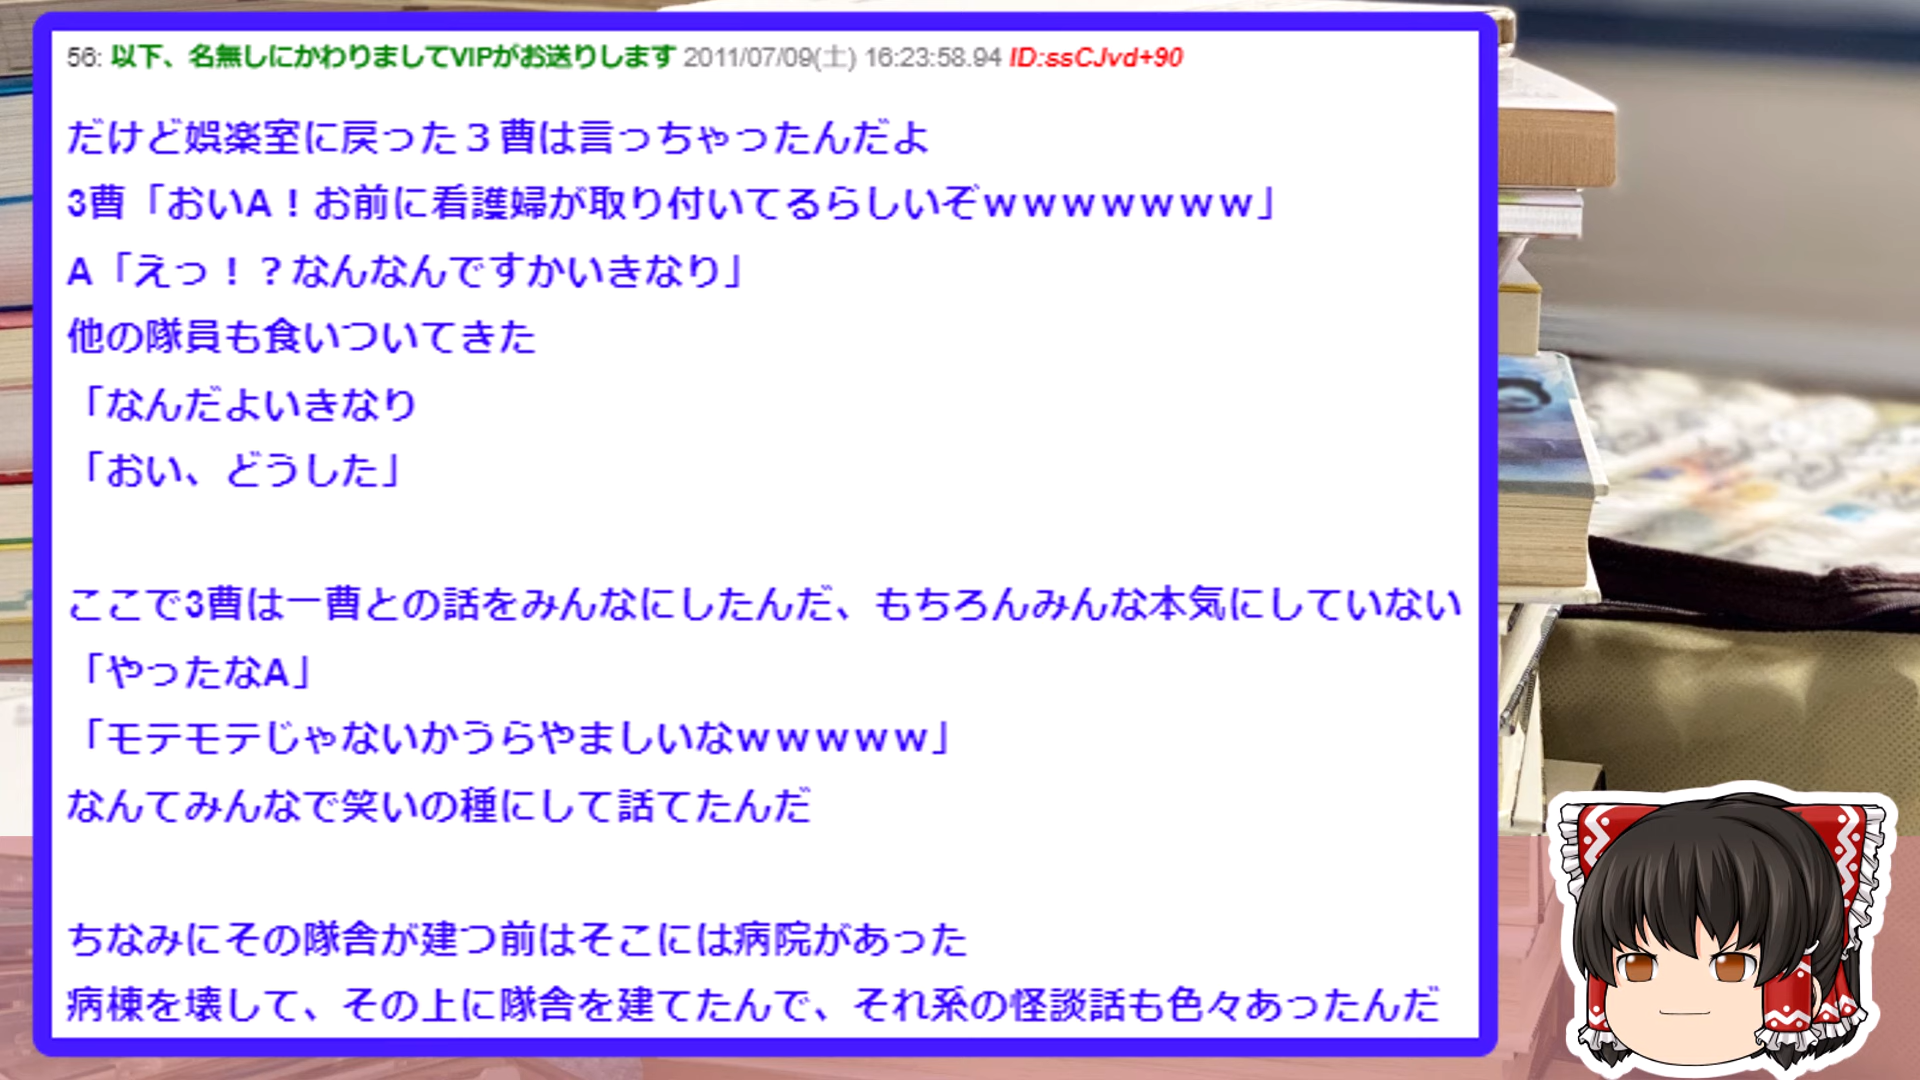 56: 以下、名無しにかわりましてVIPがお送りします 2011/07/09(土) 16:23:58.94 ID:ssCJvd+90
だけど娯楽室に戻った３曹は言っちゃったんだよ
3曹「おいA！お前に看護婦が取り付いてるらしいぞｗｗｗｗｗｗｗ」
A「えっ！？なんなんですかいきなり」
他の隊員も食いついてきた
「なんだよいきなり
「おい、どうした」
ここで3曹は一曹との話をみんなにしたんだ、もちろんみんな本気にしていない
「やったなA」
「モテモテじゃないかうらやましいなｗｗｗｗｗ」
なんてみんなで笑いの種にして話てたんだ
ちなみにその隊舎が建つ前はそこには病院があった
病棟を壊して、その上に隊舎を建てたんで、それ系の怪談話も色々あったんだ